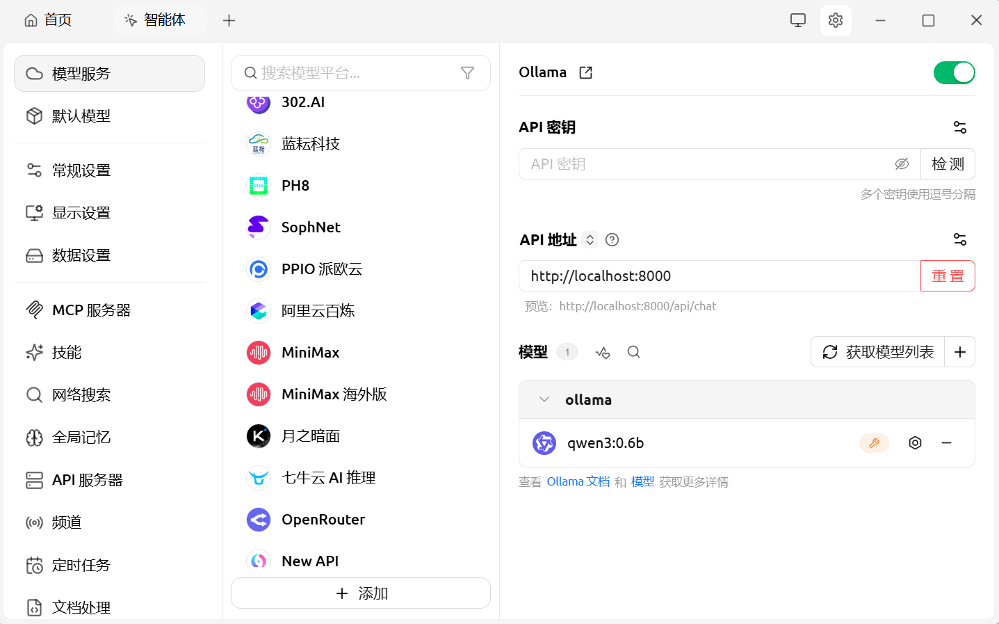 首页
智能体
模型服务
默认模型
常规设置
显示设置
数据设置
MCP 服务器
技能
网络搜索
全局记忆
API 服务器
频道
定时任务
文档处理
搜索模型平台...
302.AI
蓝耘
蓝耘科技
PH8
PH8
SophNet
PPIO 派欧云
阿里云百炼
MiniMax
MiniMax 海外版
月之暗面
七牛云 AI 推理
OpenRouter
New API
添加
Ollama
API 密钥
API 密钥
检 测
多个密钥使用逗号分隔
API 地址
http://localhost:8000
重 置
预览: http://localhost:8000/api/chat
模型 1
获取模型列表
ollama
qwen3:0.6b
查看 Ollama 文档 和 模型 获取更多详情